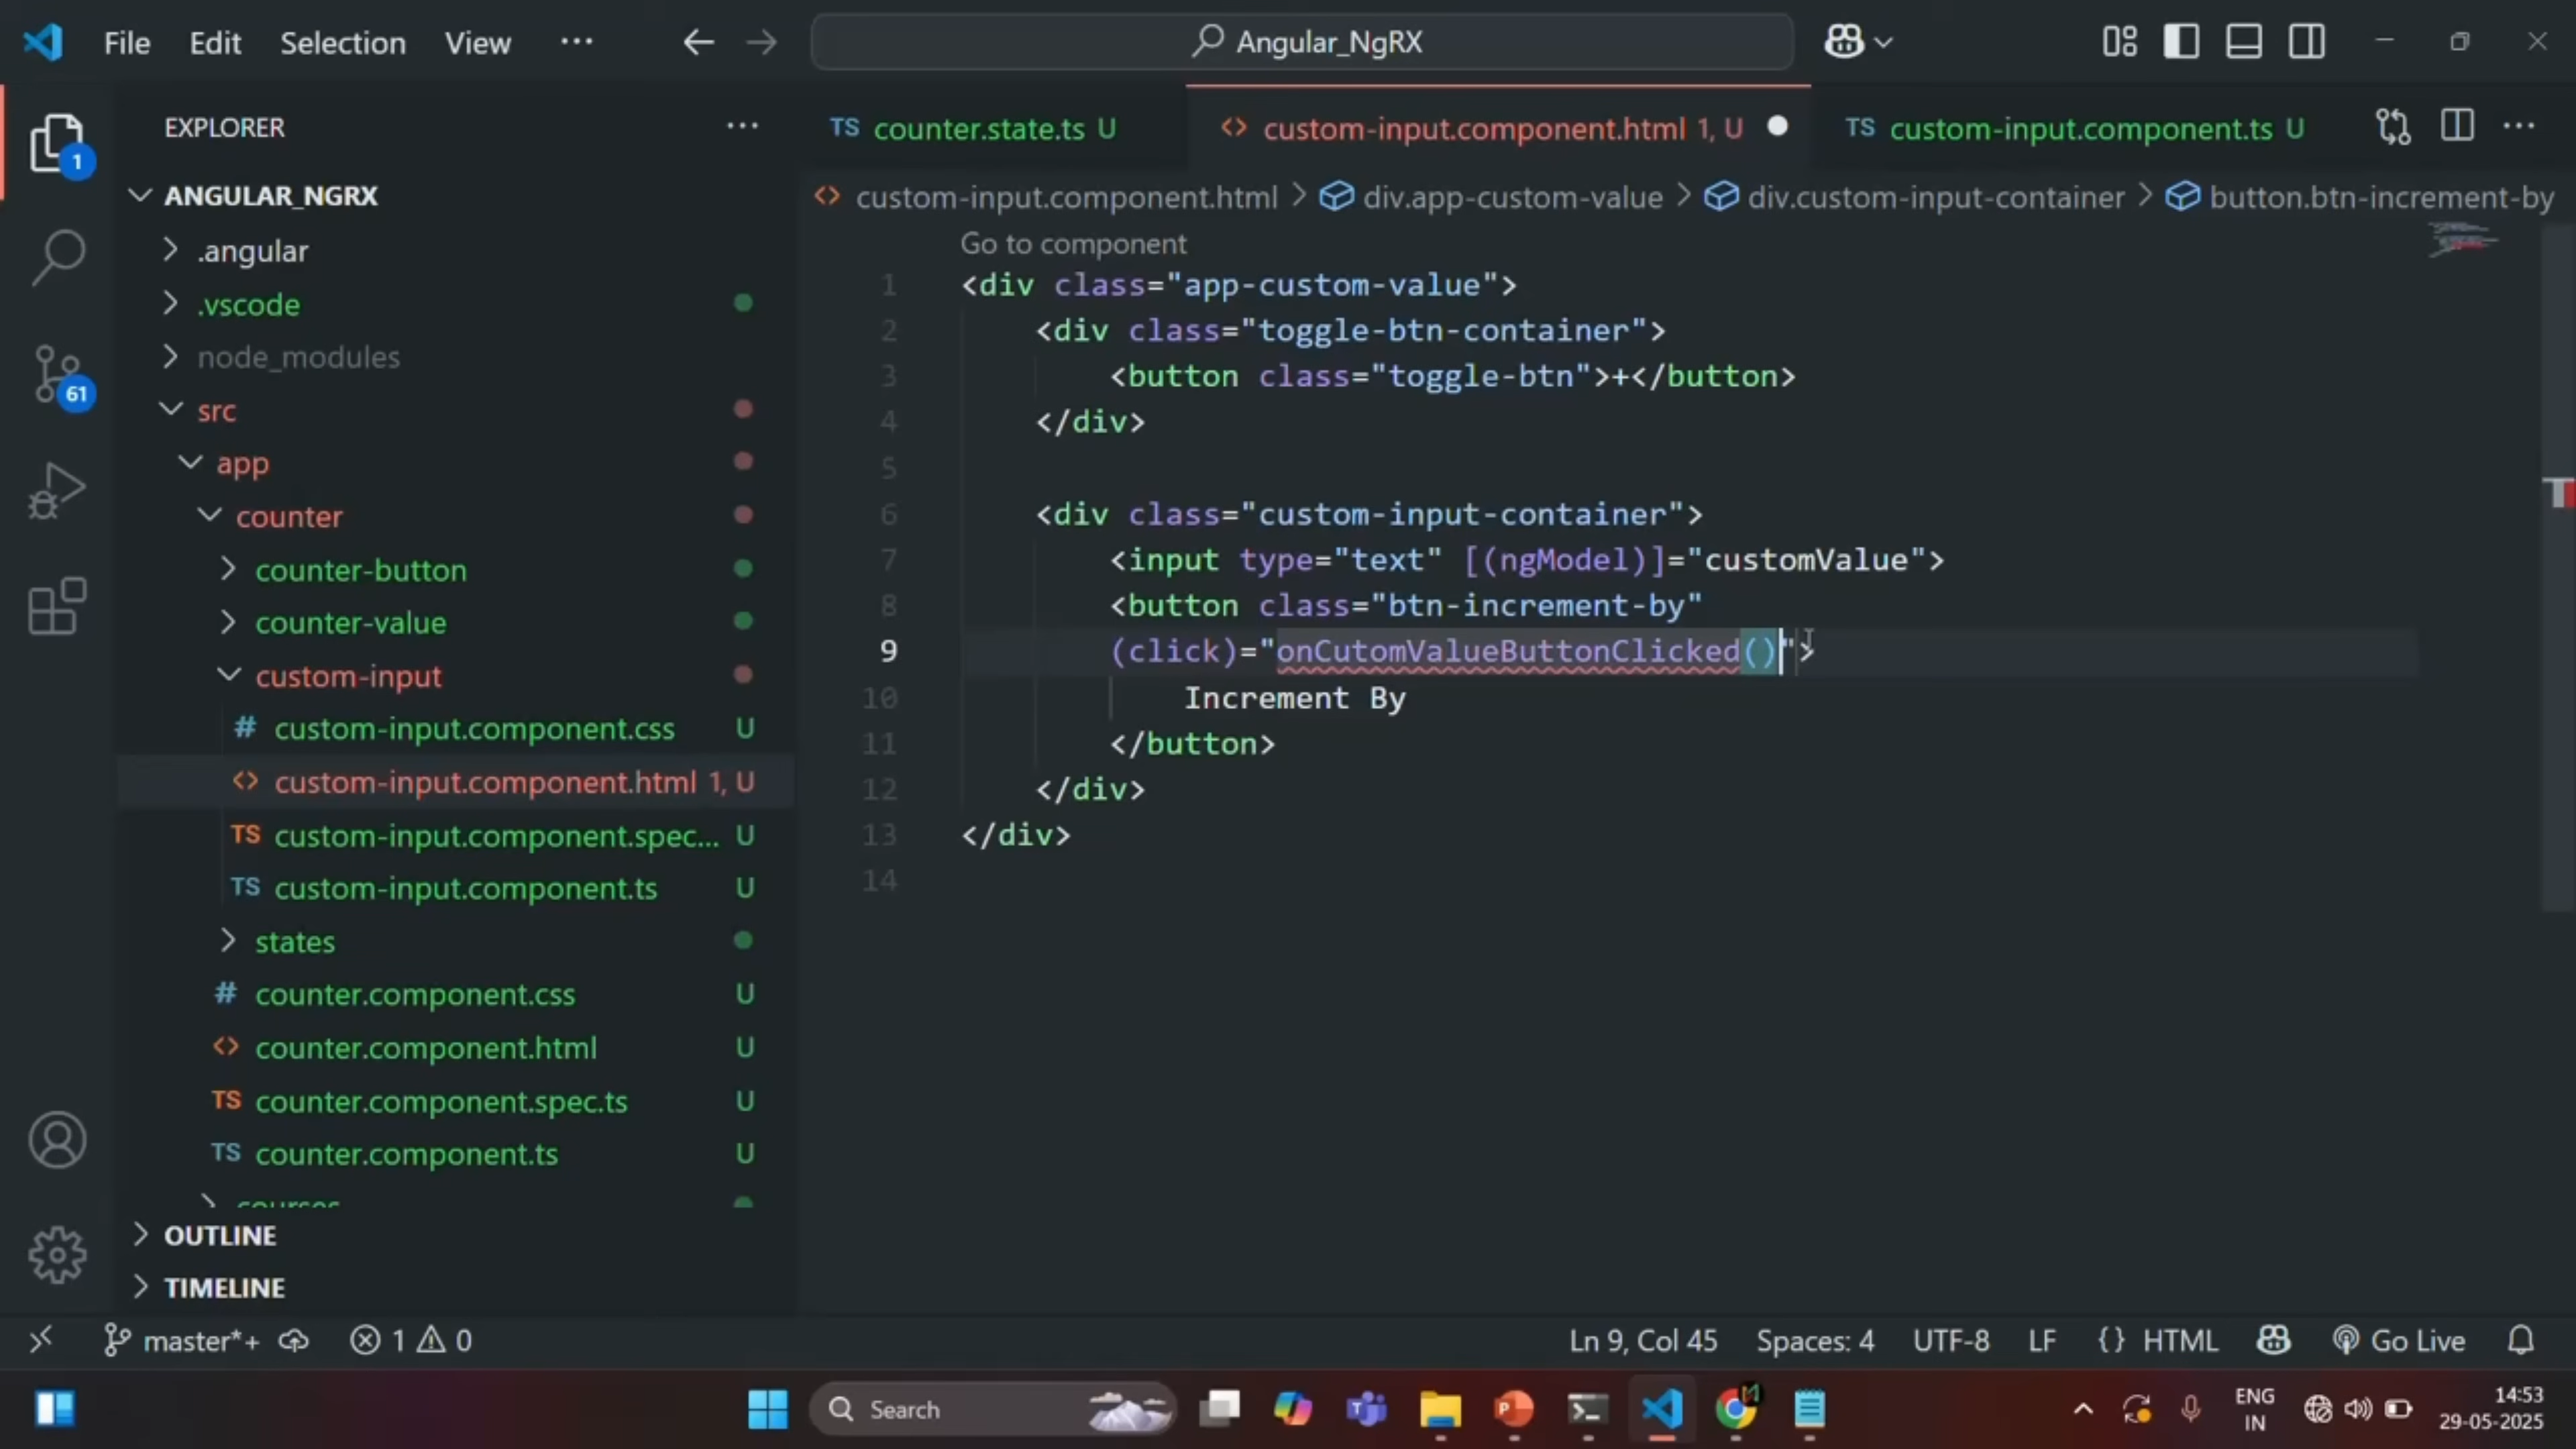 File Edit Selection View ··· Angular_NgRX
EXPLORER ···
1
61
ANGULAR_NGRX
.angular
.vscode
node_modules
src
app
counter
counter-button
counter-value
custom-input
# custom-input.component.css U
<> custom-input.component.html 1, U
TS custom-input.component.spec... U
TS custom-input.component.ts U
states
# counter.component.css U
<> counter.component.html U
TS counter.component.spec.ts U
TS counter.component.ts U
courses
OUTLINE
TIMELINE
TS counter.state.ts U <> custom-input.component.html 1, U TS custom-input.component.ts U ···
<> custom-input.component.html > div.app-custom-value > div.custom-input-container > button.btn-increment-by
Go to component
1 <div class="app-custom-value">
2 <div class="toggle-btn-container">
3 <button class="toggle-btn">+</button>
4 </div>
5
6 <div class="custom-input-container">
7 <input type="text" [(ngModel)]="customValue">
8 <button class="btn-increment-by"
9 (click)="onCutomValueButtonClicked()">
10 Increment By
11 </button>
12 </div>
13 </div>
14
master*+ 1 0 Ln 9, Col 45 Spaces: 4 UTF-8 LF {} HTML Go Live
Search ENG
IN 14:53
29-05-2025